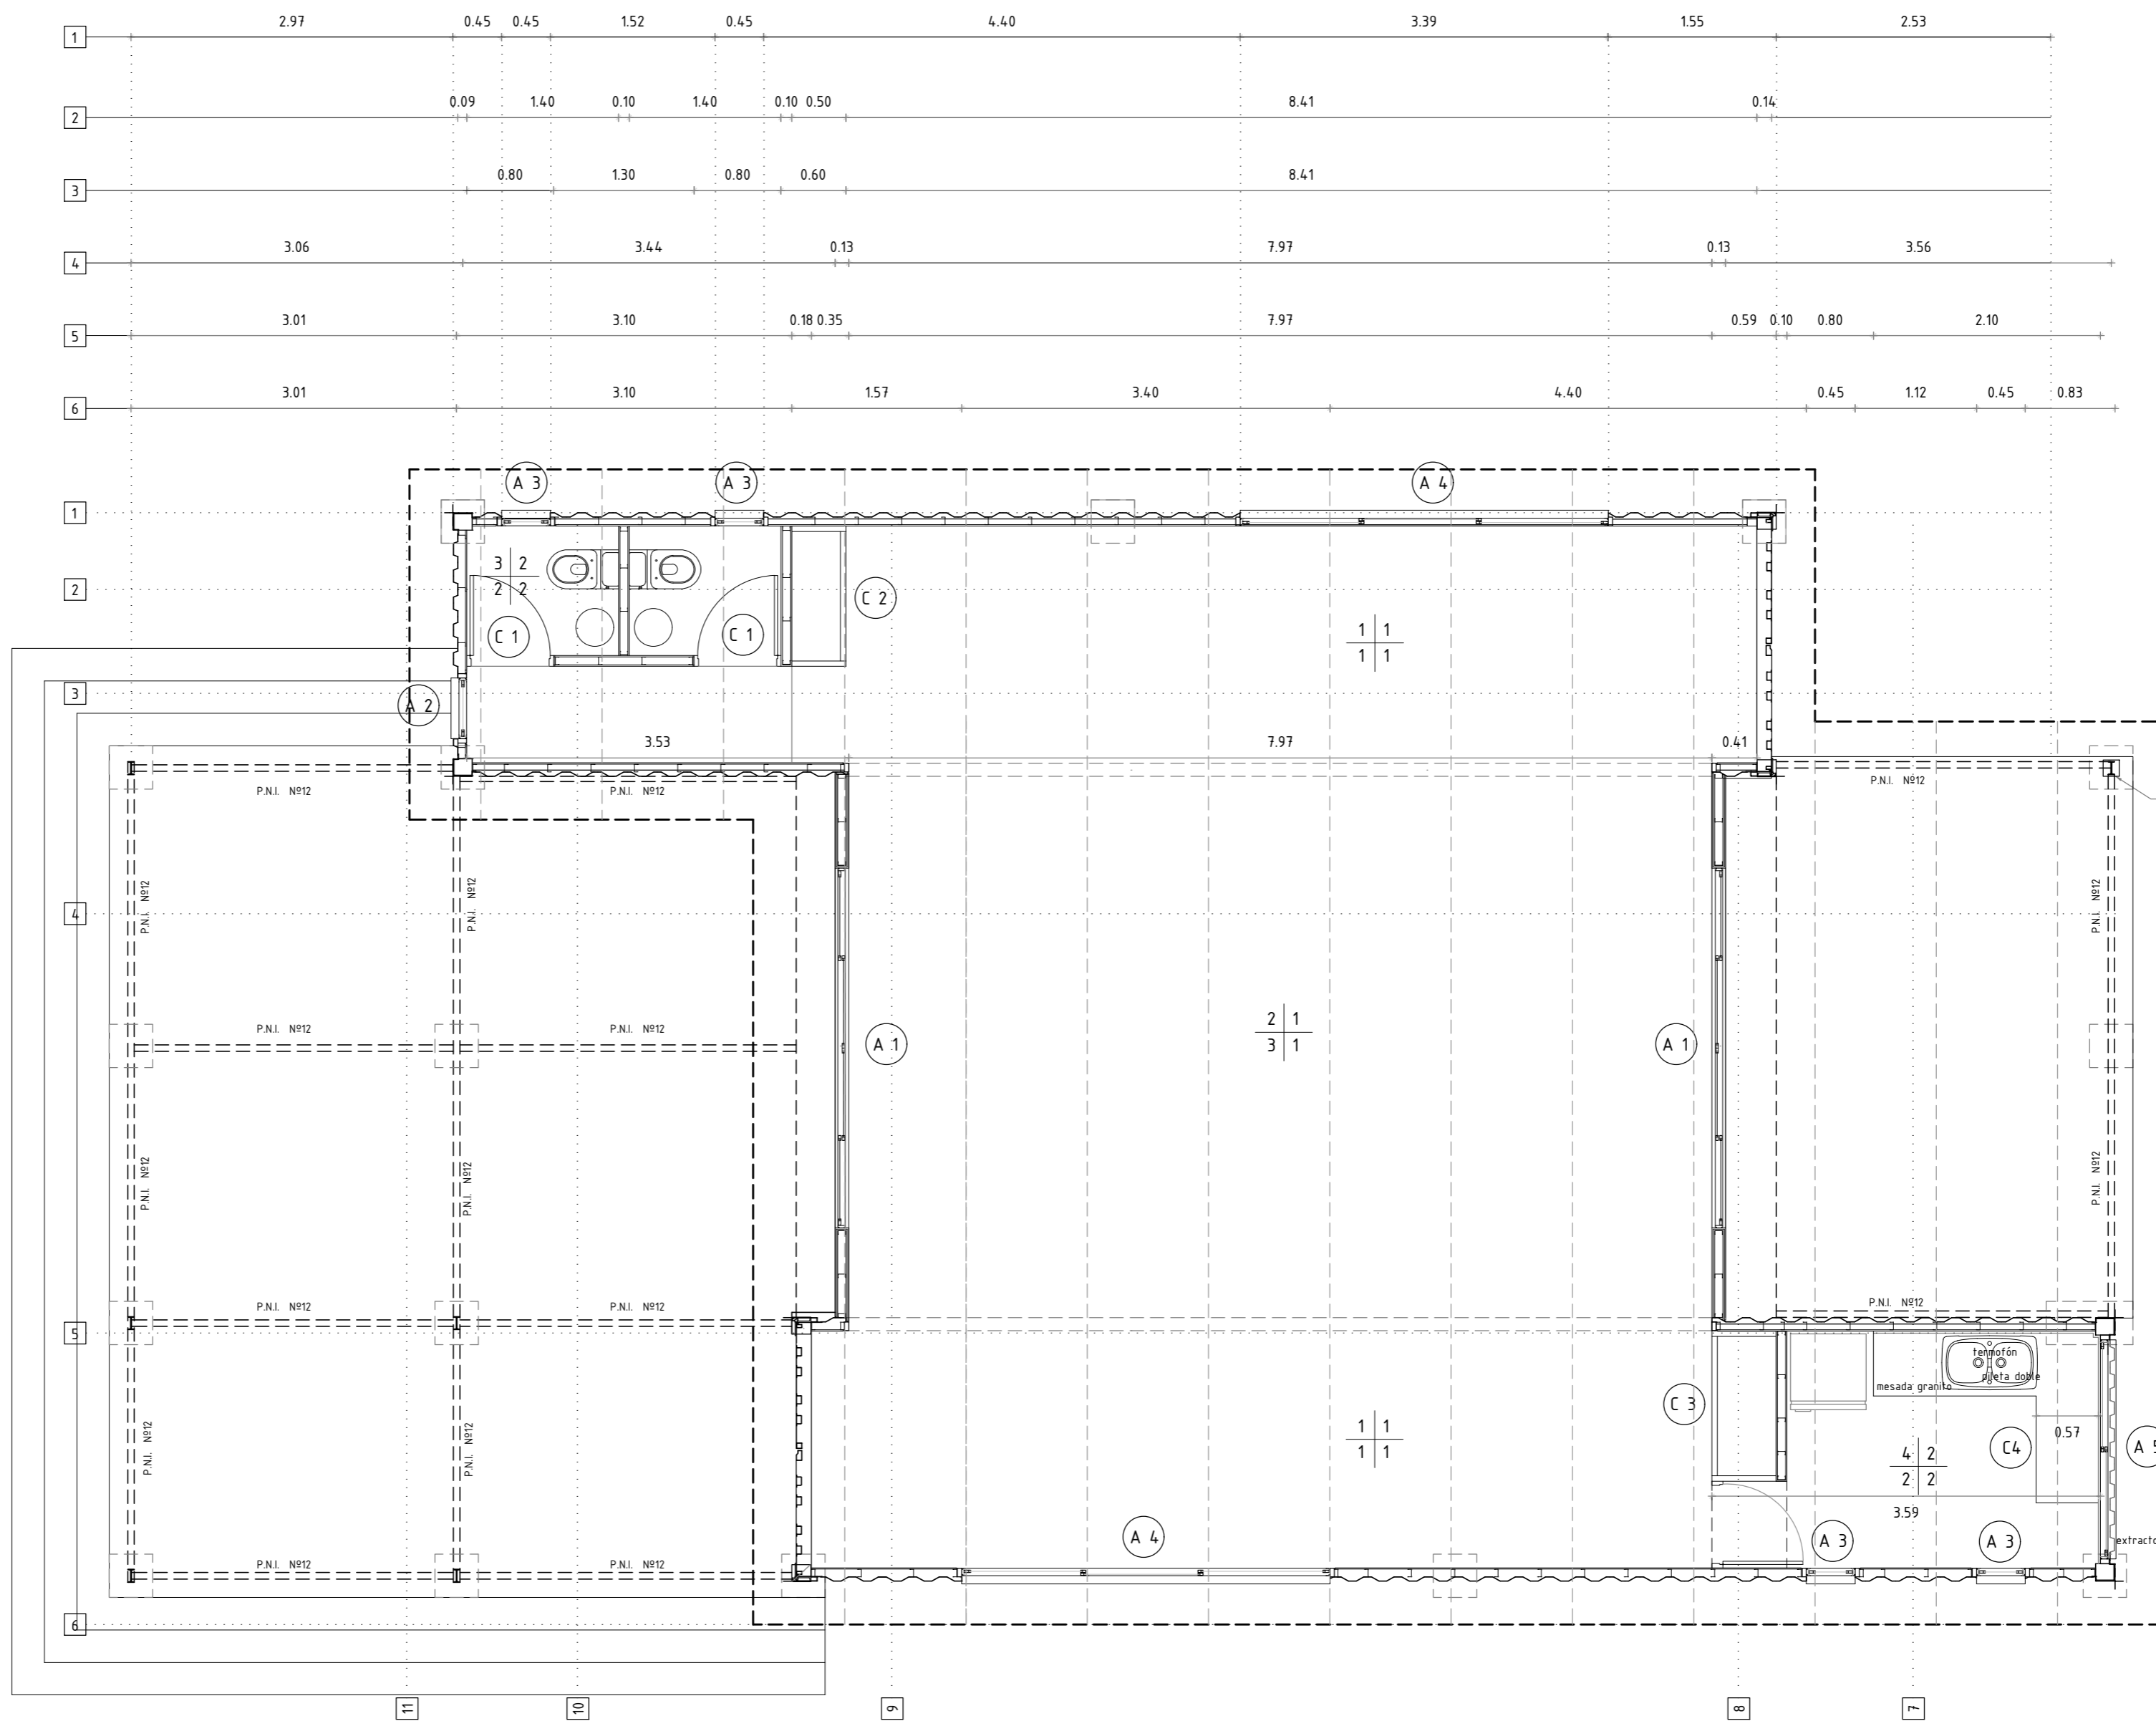 2.97 0.45 0.45 1.52 0.45 4.40 3.39 1.55 2.53
1
0.09 1.40 0.10 1.40 0.10 0.50 8.41 0.14
2
0.80 1.30 0.80 0.60 8.41
3
3.06 3.44 0.13 7.97 0.13 3.56
4
3.01 3.10 0.18 0.35 7.97 0.59 0.10 0.80 2.10
5
3.01 3.10 1.57 3.40 4.40 0.45 1.12 0.45 0.83
6
A 3 A 3 A 4
1
3 2
2 2
2
C 2
C 1 C 1
1 1
1 1
3
A 2
3.53 7.97 0.41
P.N.I. Nº12 P.N.I. Nº12 P.N.I. Nº12
P.N.I. Nº12 P.N.I. Nº12 P.N.I. Nº12
4
2 1
3 1
P.N.I. Nº12 P.N.I. Nº12
A 1 A 1
P.N.I. Nº12 P.N.I. Nº12 P.N.I. Nº12
P.N.I. Nº12 P.N.I. Nº12 P.N.I. Nº12
5
termofón
pileta doble
mesada granito
C 3
1 1
1 1
0.57
C4
4 2
2 2
A 5
P.N.I. Nº12 P.N.I. Nº12
3.59
A 4 A 3 A 3
extracto
P.N.I. Nº12 P.N.I. Nº12
6
11 10 9 8 7